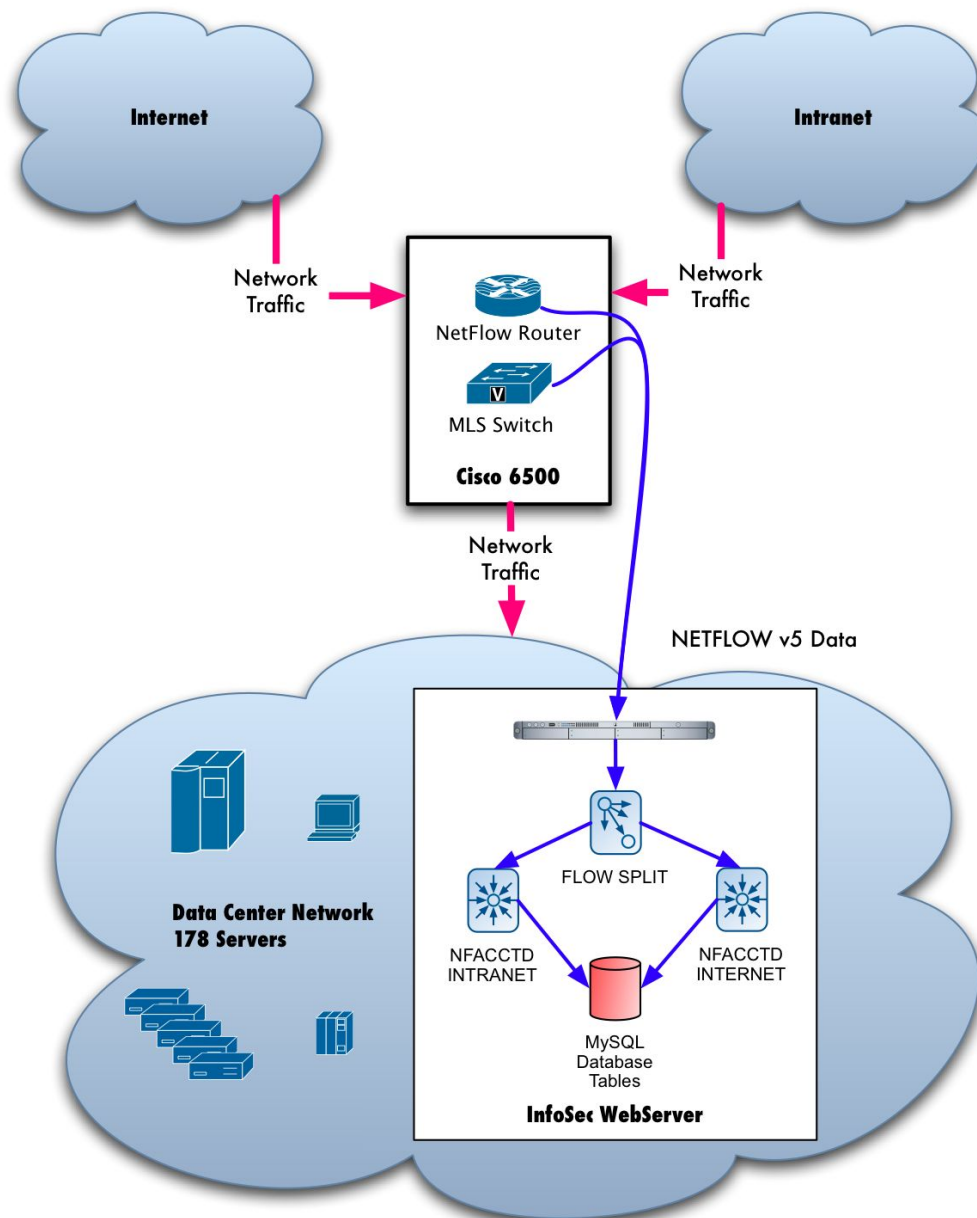 Internet
Intranet
Network
Traffic
Network
Traffic
NetFlow Router
V
MLS Switch
Cisco 6500
Network
Traffic
NETFLOW v5 Data
FLOW SPLIT
Data Center Network
178 Servers
NFACCTD
INTRANET
NFACCTD
INTERNET
MySQL
Database
Tables
InfoSec WebServer